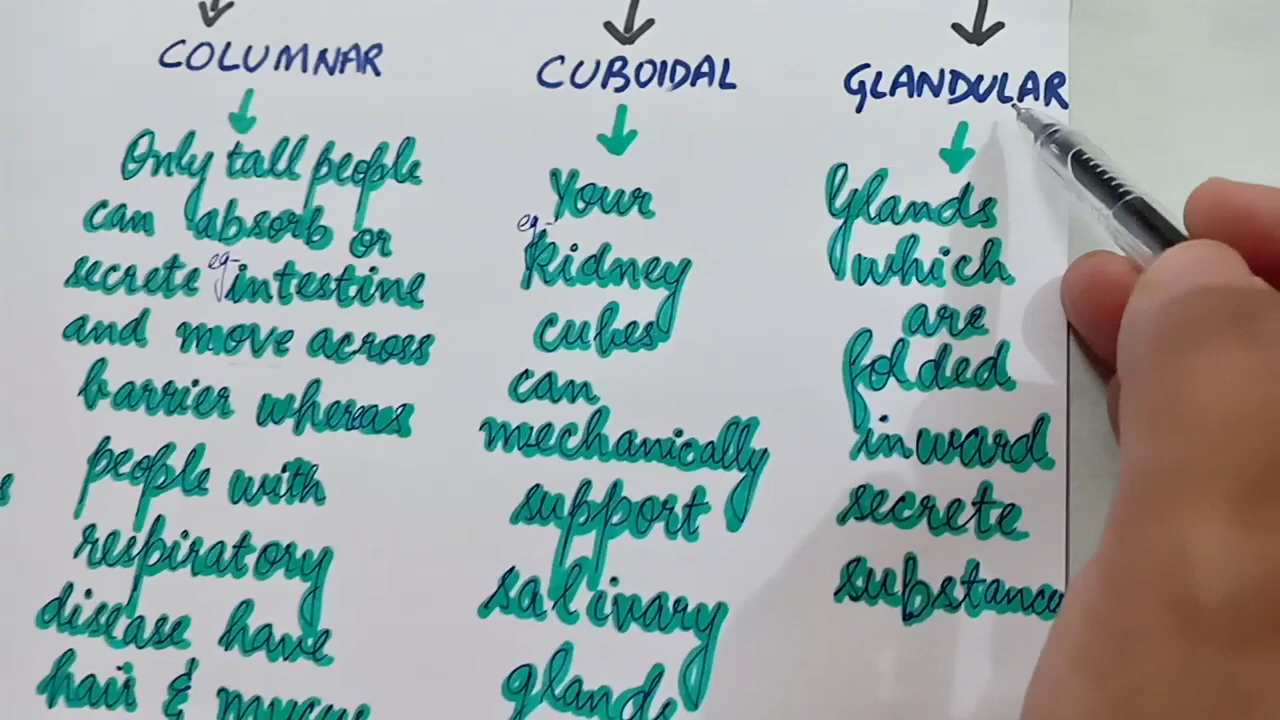 COLUMNAR
Only tall people
can absorb or
secrete eg- intestine
and move across
barrier whereas
people with
respiratory
disease have
hair & mucus
CUBOIDAL
Your
eg-
kidney
cubes
can
mechanically
support
salivary
glands
GLANDULAR
Glands
which
are
folded
inward
secrete
substance